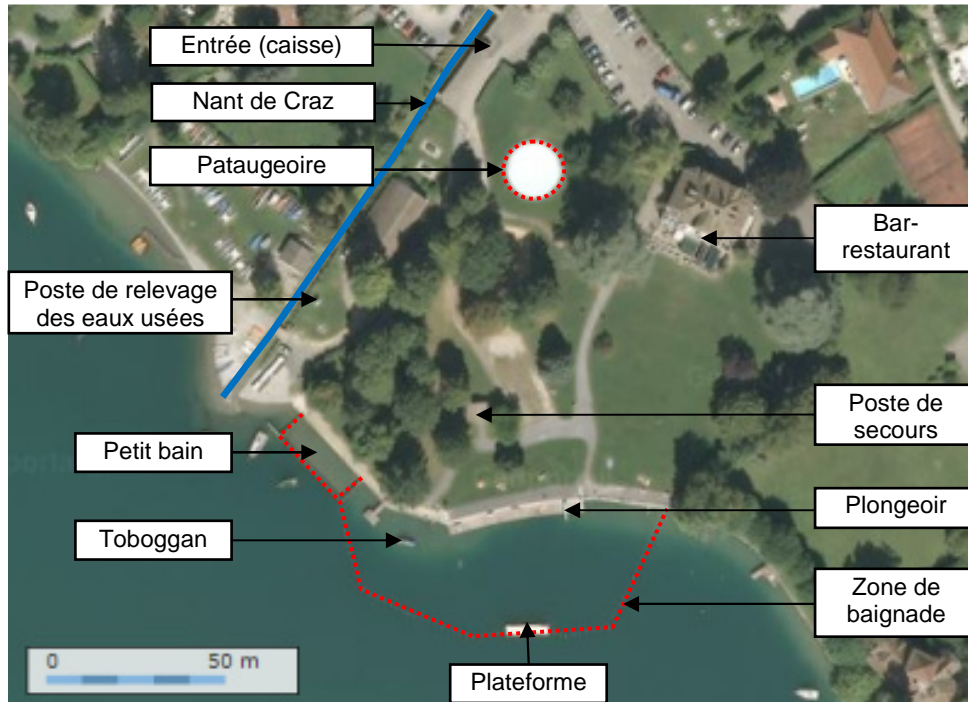 Entrée (caisse)
Nant de Craz
Pataugeoire
Bar-
restaurant
Poste de relevage
des eaux usées
Poste de
secours
Petit bain
Plongeoir
Toboggan
Zone de
baignade
Plateforme
0 50 m